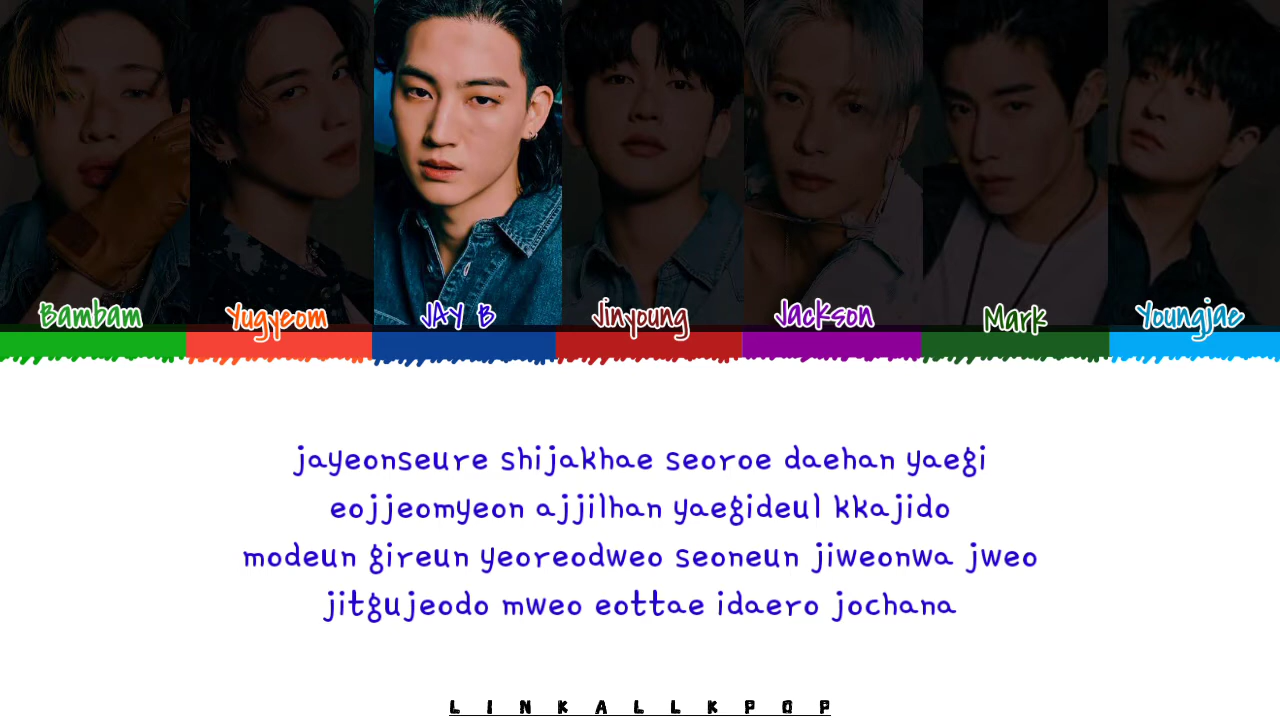 Bambam Yugyeom JAY B Jinyoung Jackson Mark Youngjae
jayeonseure shijakhae seoroe daehan yaegi
eojjeomyeon ajjilhan yaegideul kkajido
modeun gireun yeoreodweo seoneun jiweonwa jweo
jitgujeodo mweo eottae idaero jochana
LINKALLKPOP